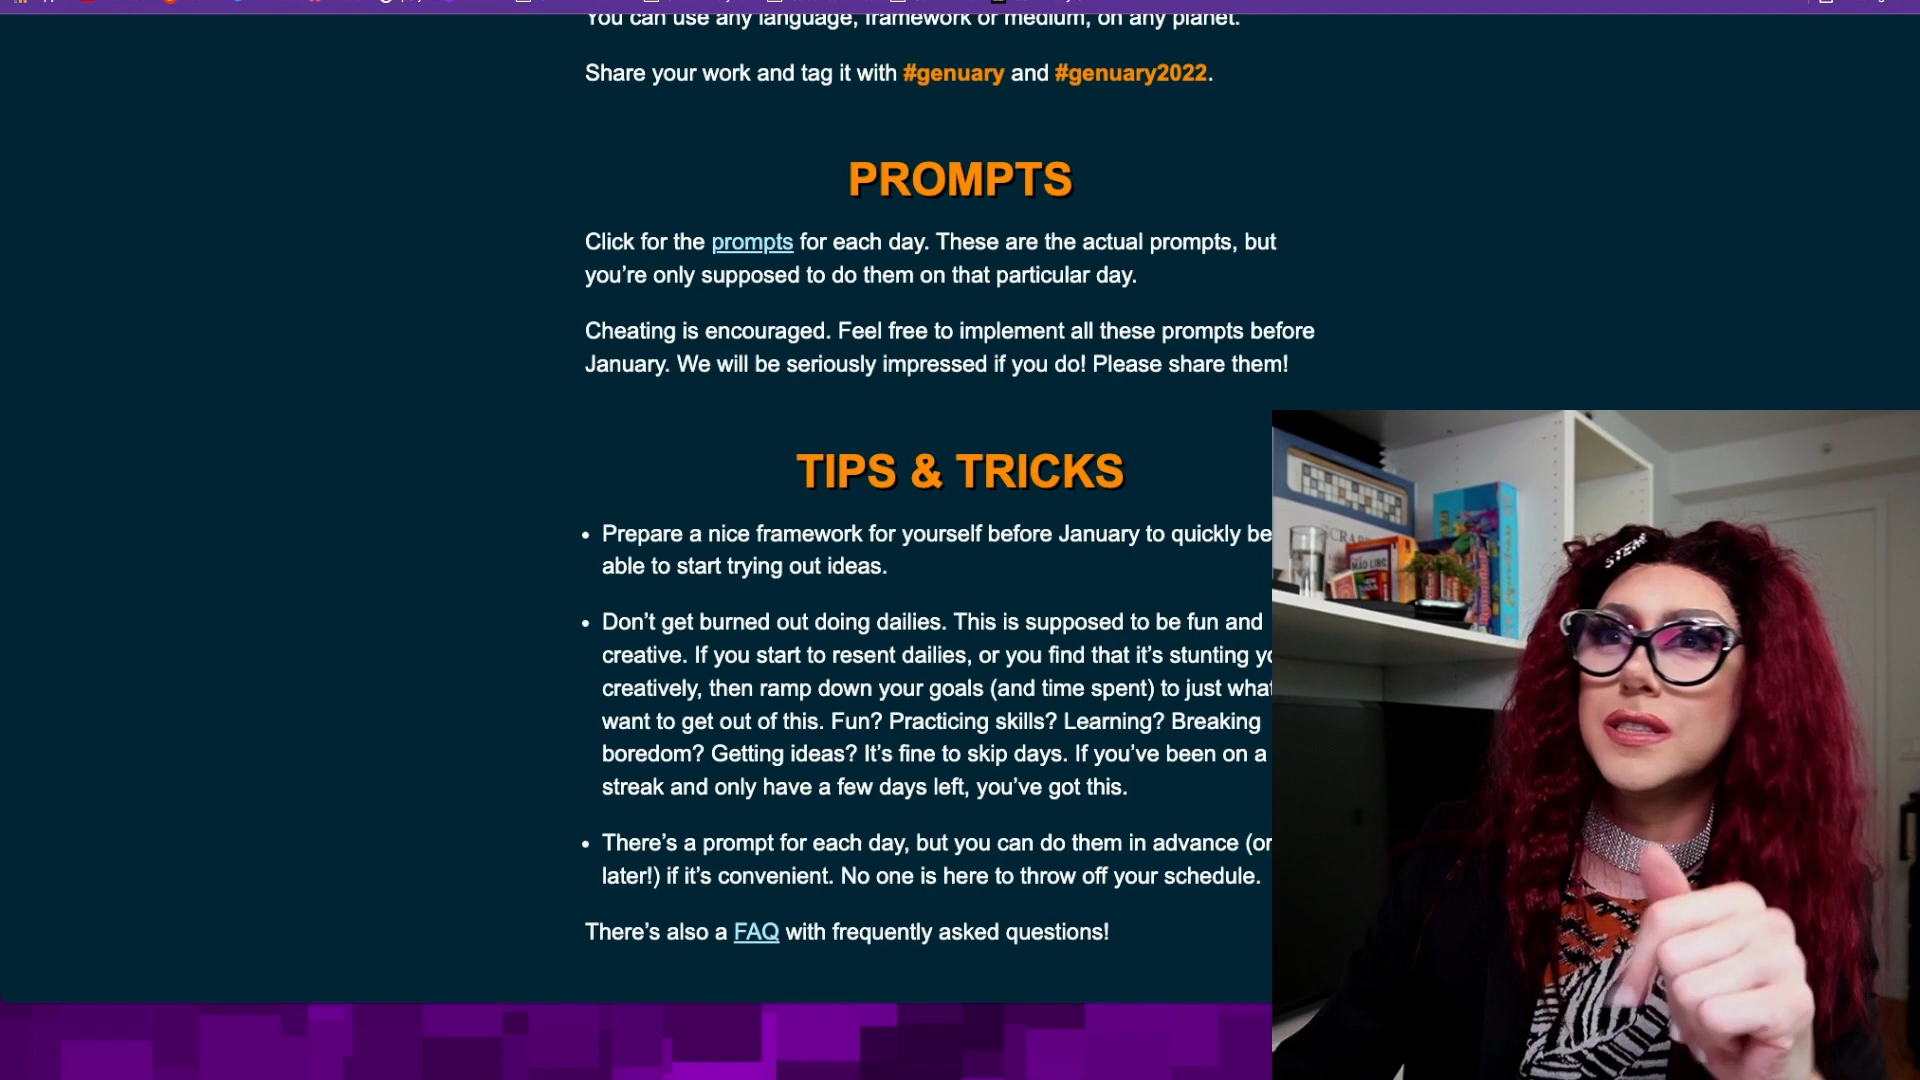 You can use any language, framework or medium, on any planet.
Share your work and tag it with #genuary and #genuary2022.
PROMPTS
Click for the prompts for each day. These are the actual prompts, but
you’re only supposed to do them on that particular day.
Cheating is encouraged. Feel free to implement all these prompts before
January. We will be seriously impressed if you do! Please share them!
TIPS & TRICKS
• Prepare a nice framework for yourself before January to quickly be
able to start trying out ideas.
• Don’t get burned out doing dailies. This is supposed to be fun and
creative. If you start to resent dailies, or you find that it’s stunting
creatively, then ramp down your goals (and time spent) to just what
want to get out of this. Fun? Practicing skills? Learning? Breaking
boredom? Getting ideas? It’s fine to skip days. If you’ve been on a
streak and only have a few days left, you’ve got this.
• There’s a prompt for each day, but you can do them in advance (or
later!) if it’s convenient. No one is here to throw off your schedule.
There’s also a FAQ with frequently asked questions!
MAD LIBS
STEM